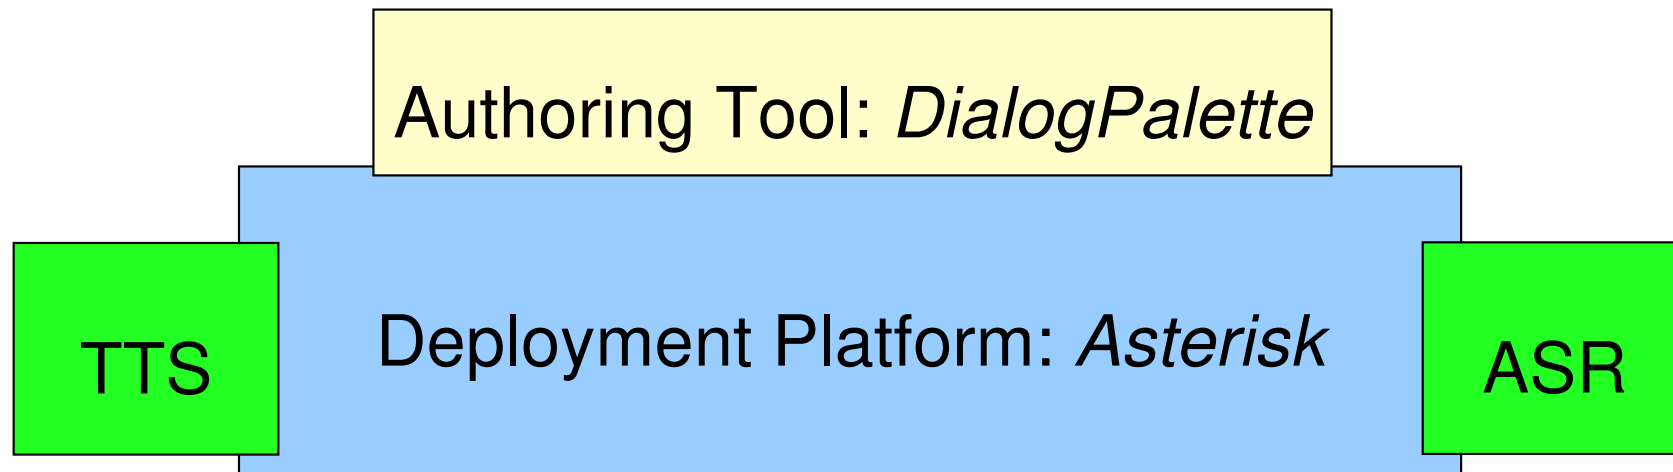 Authoring Tool: DialogPalette
Deployment Platform: Asterisk
TTS
ASR